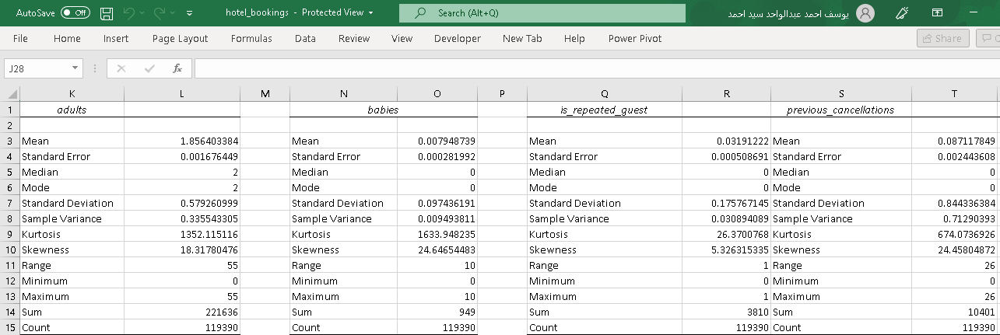 AutoSave Off hotel_bookings - Protected View Search (Alt+Q) يوسف احمد عبدالواحد سيد احمد
File Home Insert Page Layout Formulas Data Review View Developer New Tab Help Power Pivot Share
J28 fx
K L M N O P Q R S T
1 adults babies is_repeated_guest previous_cancellations
2
3 Mean 1.856403384 Mean 0.007948739 Mean 0.03191222 Mean 0.087117849
4 Standard Error 0.001676449 Standard Error 0.000281992 Standard Error 0.000508691 Standard Error 0.002443608
5 Median 2 Median 0 Median 0 Median 0
6 Mode 2 Mode 0 Mode 0 Mode 0
7 Standard Deviation 0.579260999 Standard Deviation 0.097436191 Standard Deviation 0.175767145 Standard Deviation 0.844336384
8 Sample Variance 0.335543305 Sample Variance 0.009493811 Sample Variance 0.030894089 Sample Variance 0.71290393
9 Kurtosis 1352.115116 Kurtosis 1633.948235 Kurtosis 26.3700768 Kurtosis 674.0736926
10 Skewness 18.31780476 Skewness 24.64654483 Skewness 5.326315335 Skewness 24.45804872
11 Range 55 Range 10 Range 1 Range 26
12 Minimum 0 Minimum 0 Minimum 0 Minimum 0
13 Maximum 55 Maximum 10 Maximum 1 Maximum 26
14 Sum 221636 Sum 949 Sum 3810 Sum 10401
15 Count 119390 Count 119390 Count 119390 Count 119390